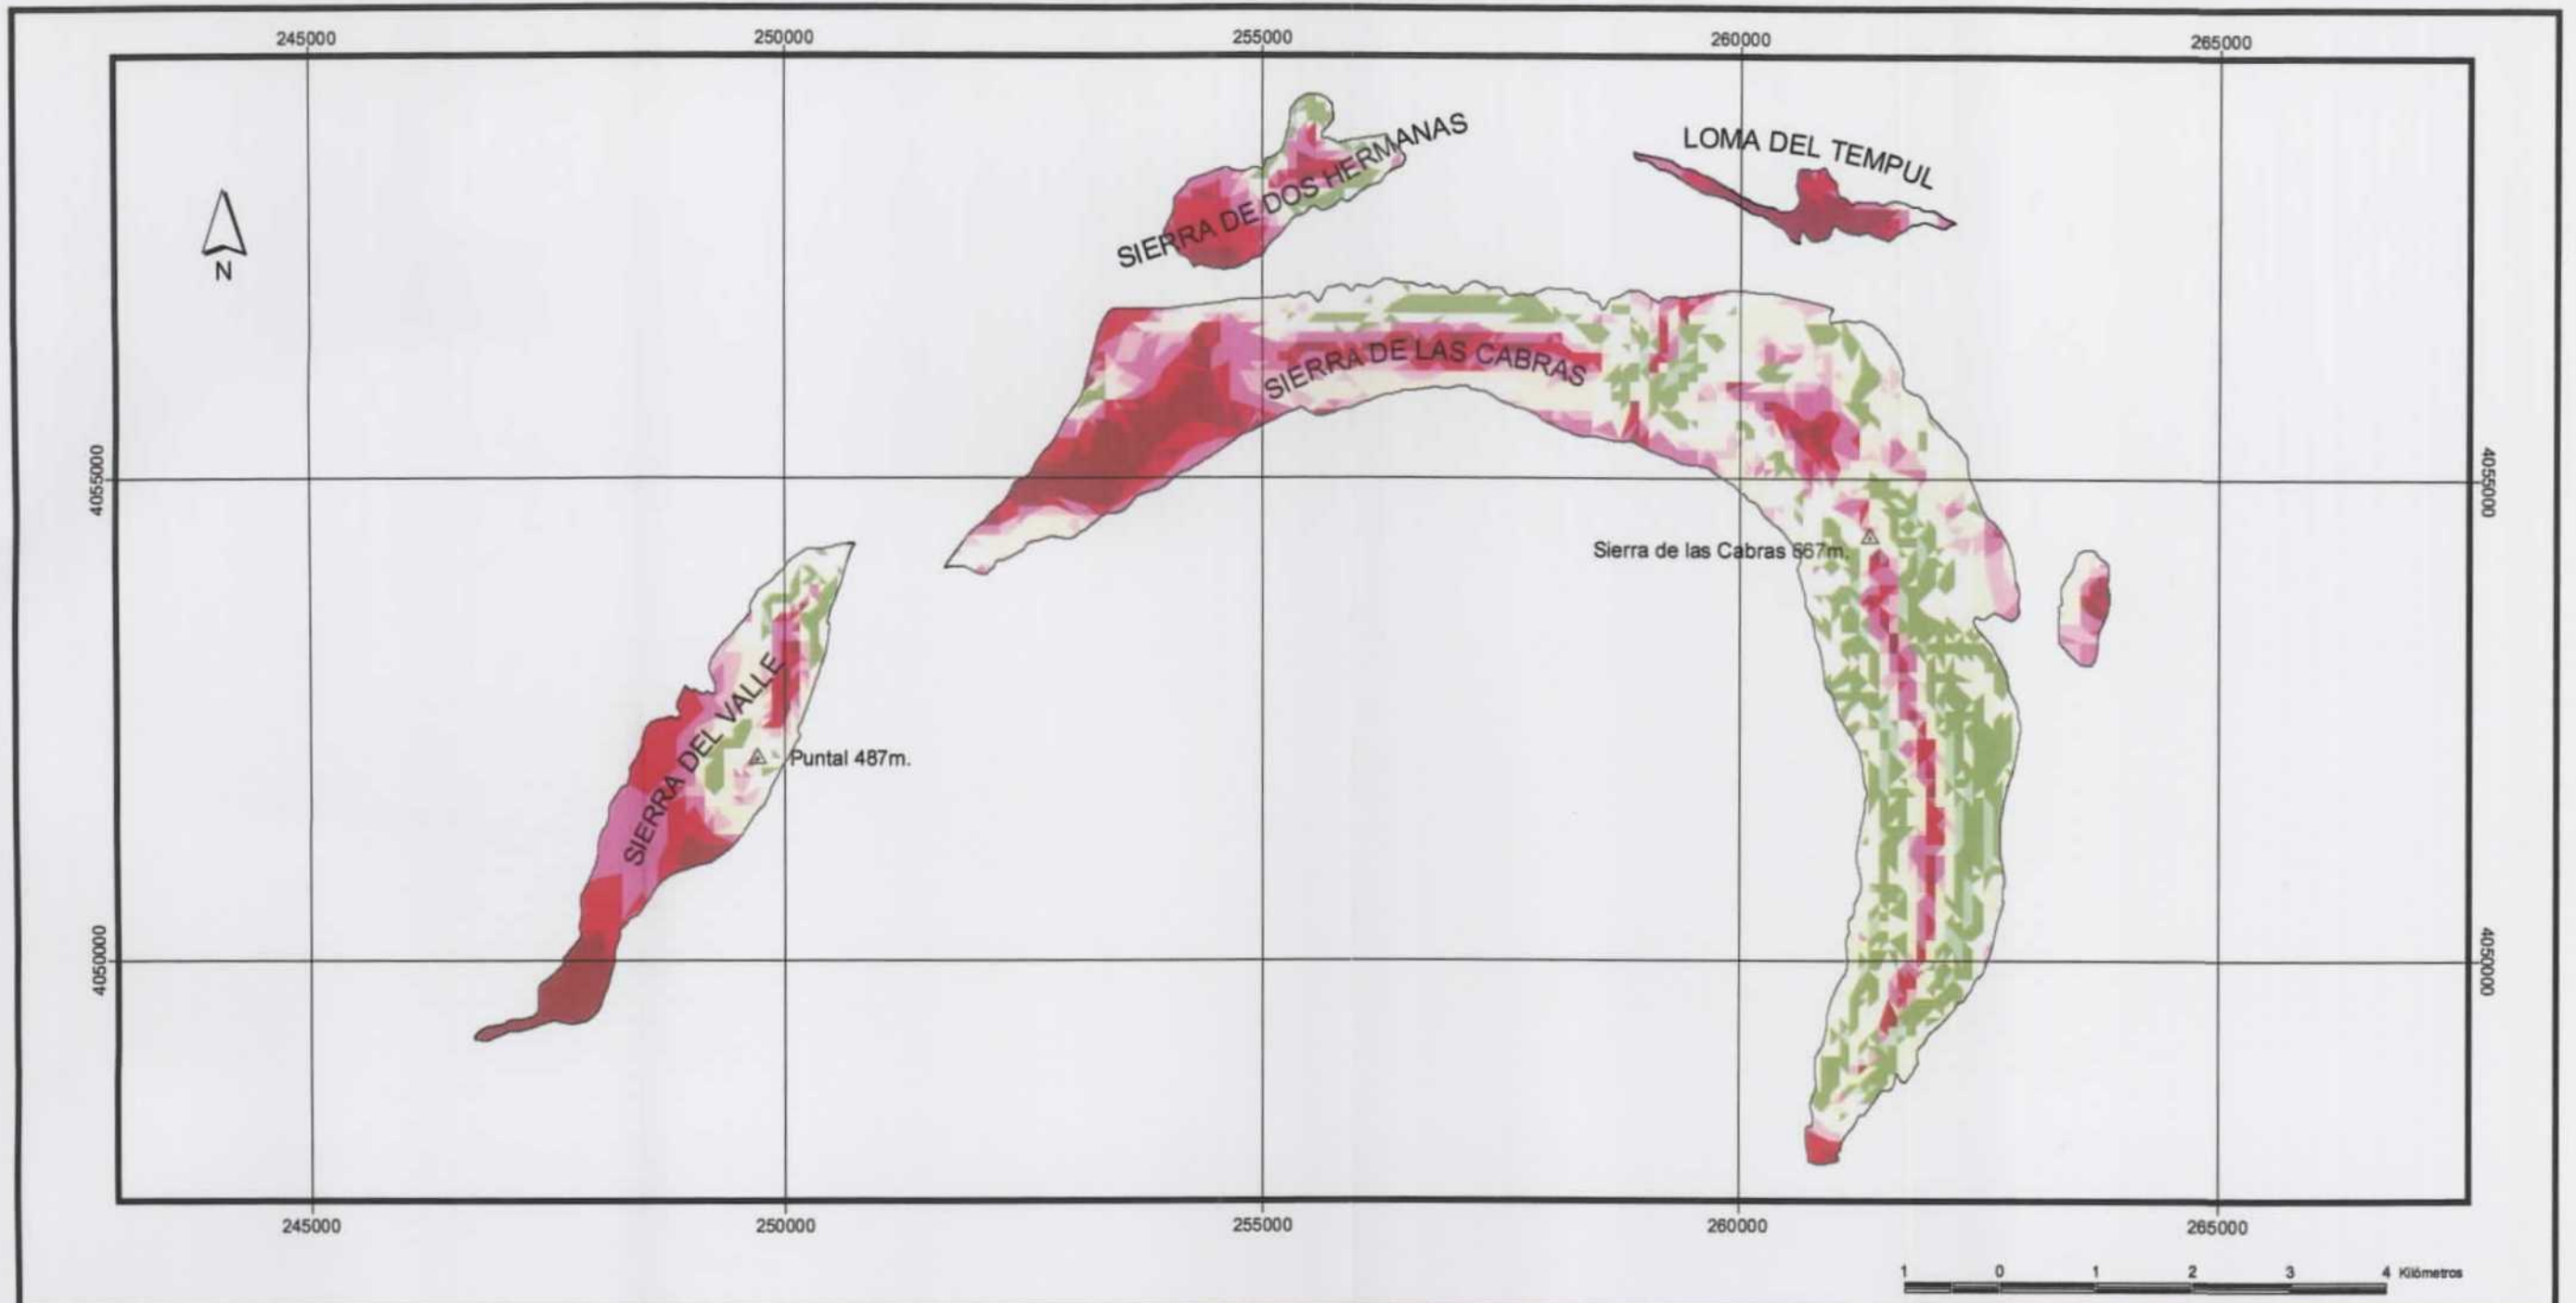 245000 250000 255000 260000 265000
SIERRA DE DOS HERMANAS
LOMA DEL TEMPUL
N
SIERRA DE LAS CABRAS
4055000 4055000
Sierra de las Cabras 667m.
SIERRA DEL VALLE
Puntal 487m.
4050000 4050000
245000 250000 255000 260000 265000
1 0 1 2 3 4 Kilómetros